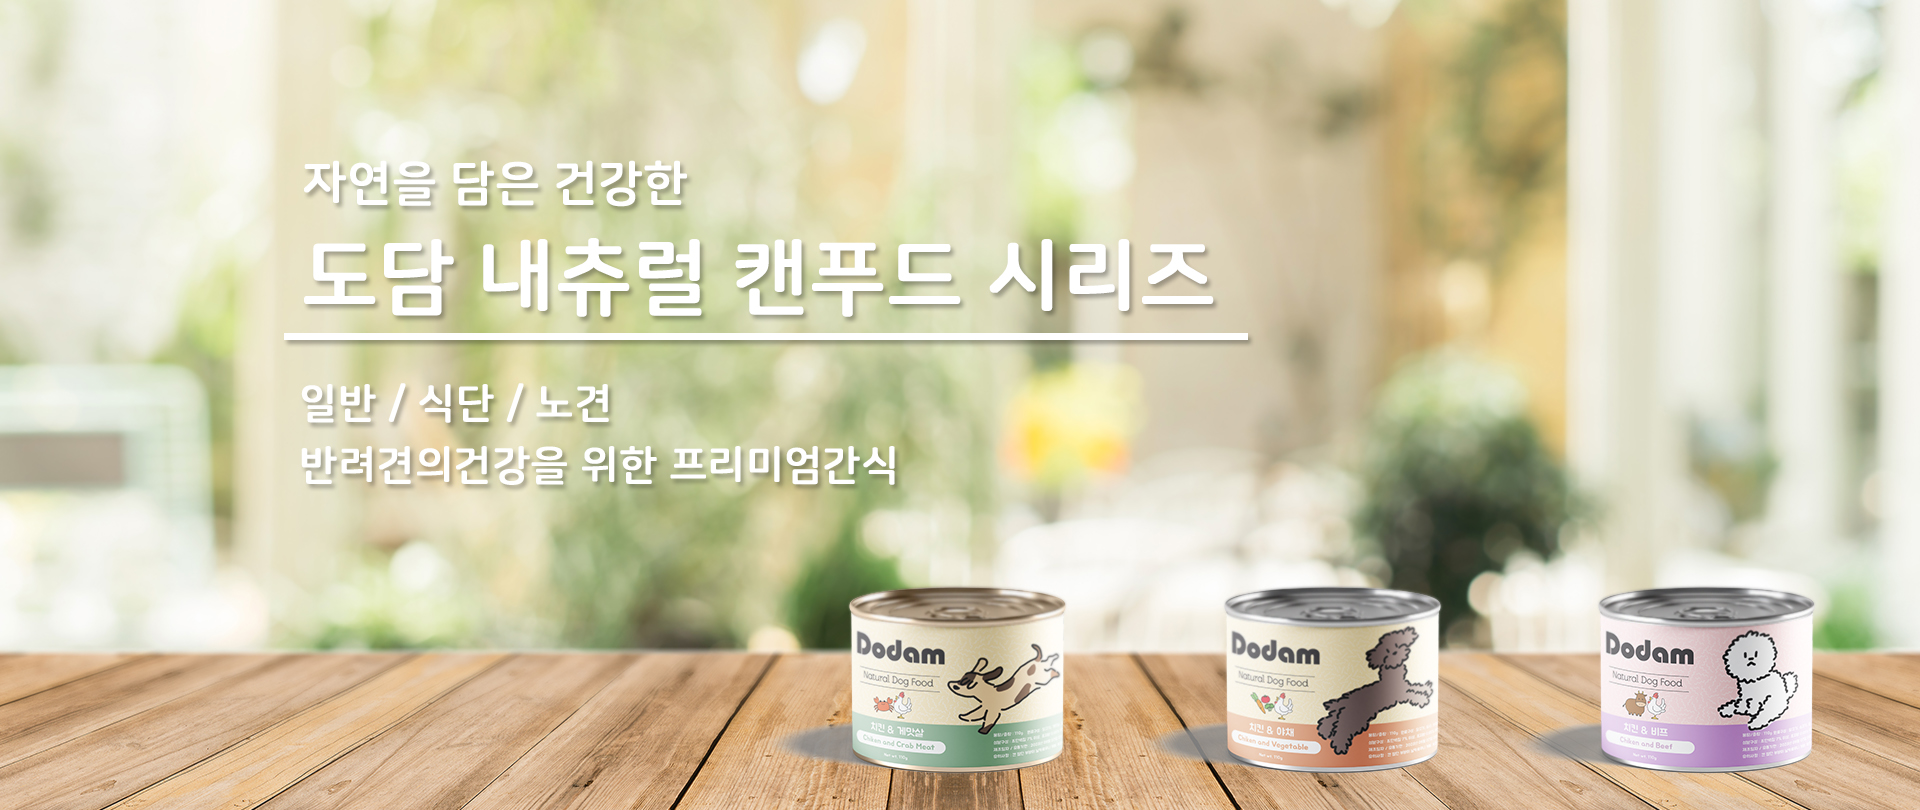 자연을 담은 건강한
도담 내츄럴 캔푸드 시리즈
일반 / 식단 / 노견
반려견의건강을 위한 프리미엄간식
Dodam
Natural Dog Food
치킨 & 게맛살
Chiken and Crab Meat
Dodam
Natural Dog Food
치킨 & 야채
Chiken and Vegetable
Dodam
Natural Dog Food
치킨 & 비프
Chiken and Beef